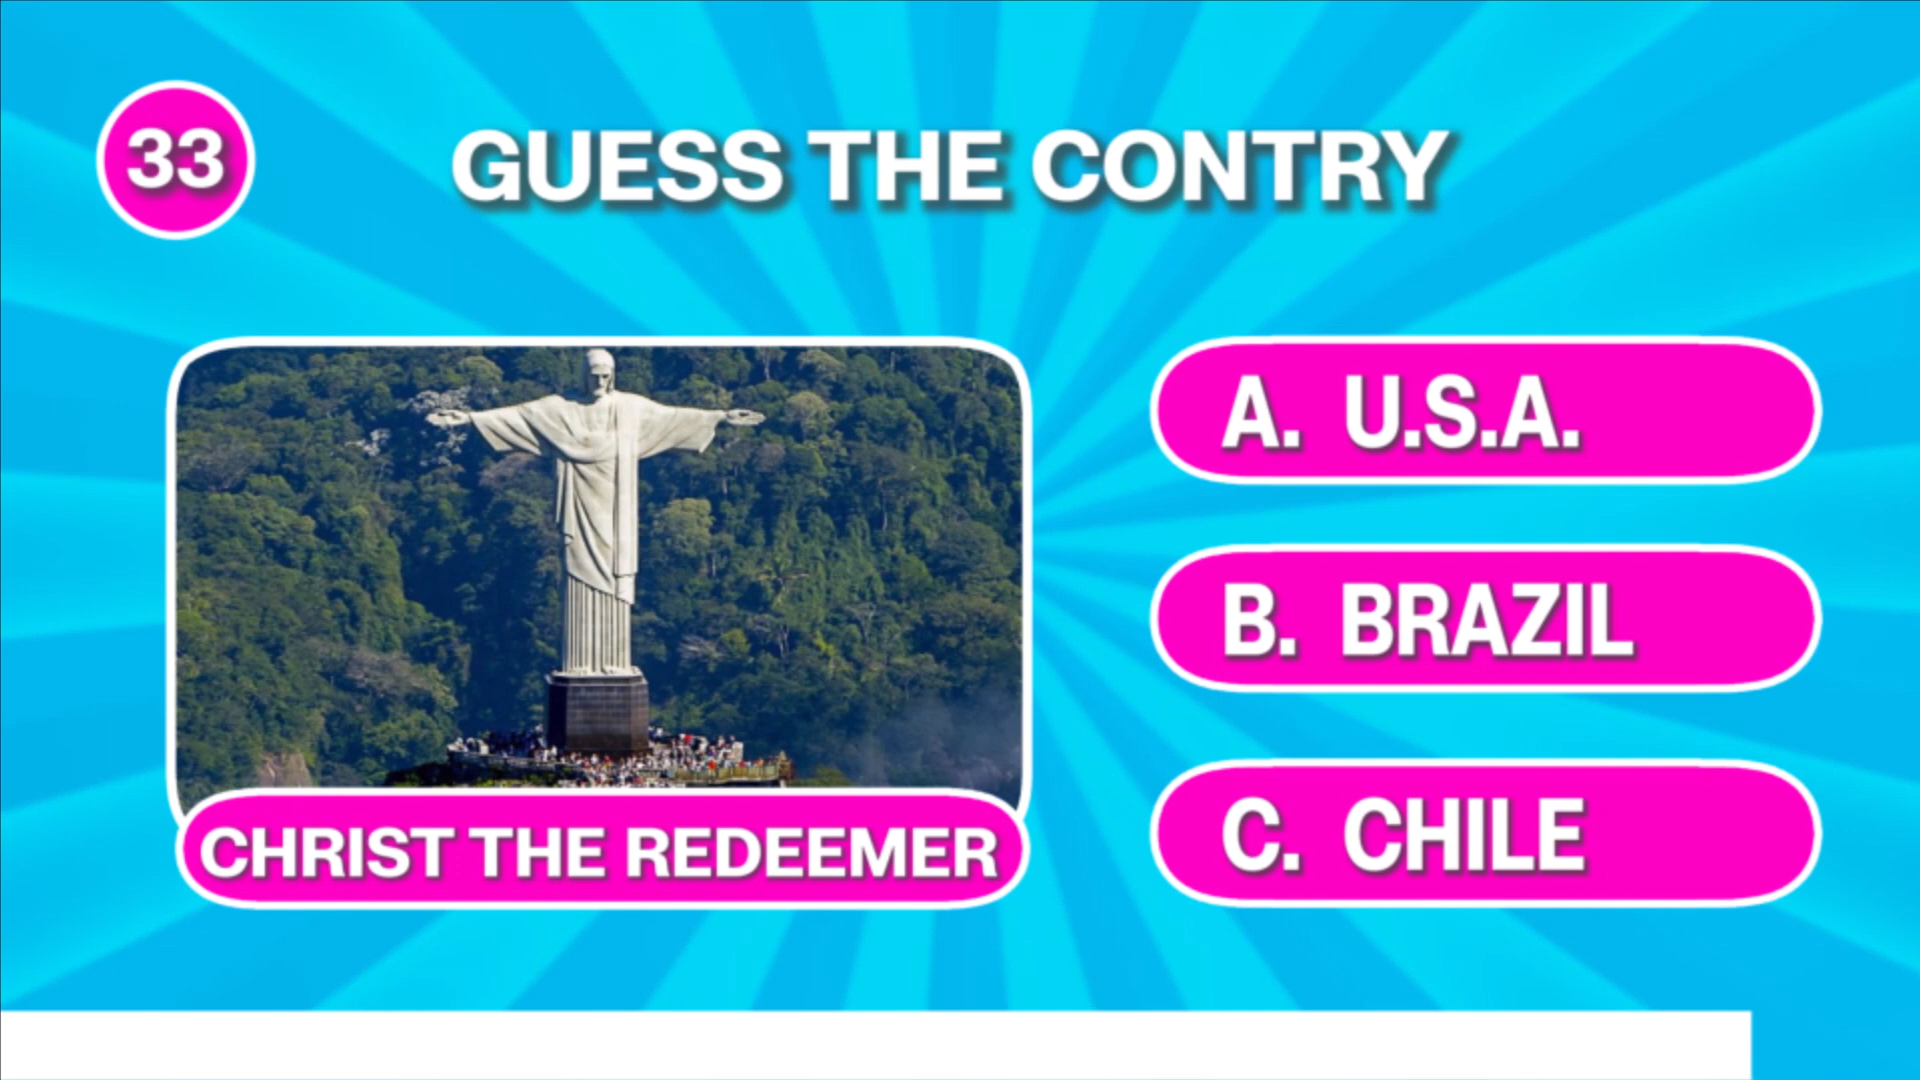 33
GUESS THE CONTRY
CHRIST THE REDEEMER
A. U.S.A.
B. BRAZIL
C. CHILE